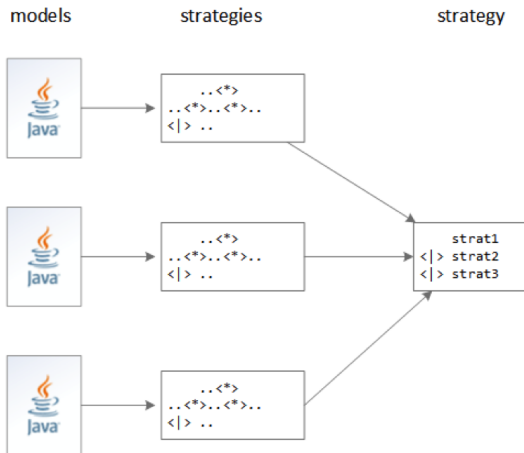 models strategies strategy
..<*>
..<*>..<*>..
<|> ..
Java
strat1
<|> strat2
<|> strat3
..<*>
..<*>..<*>..
<|> ..
Java
..<*>
..<*>..<*>..
<|> ..
Java